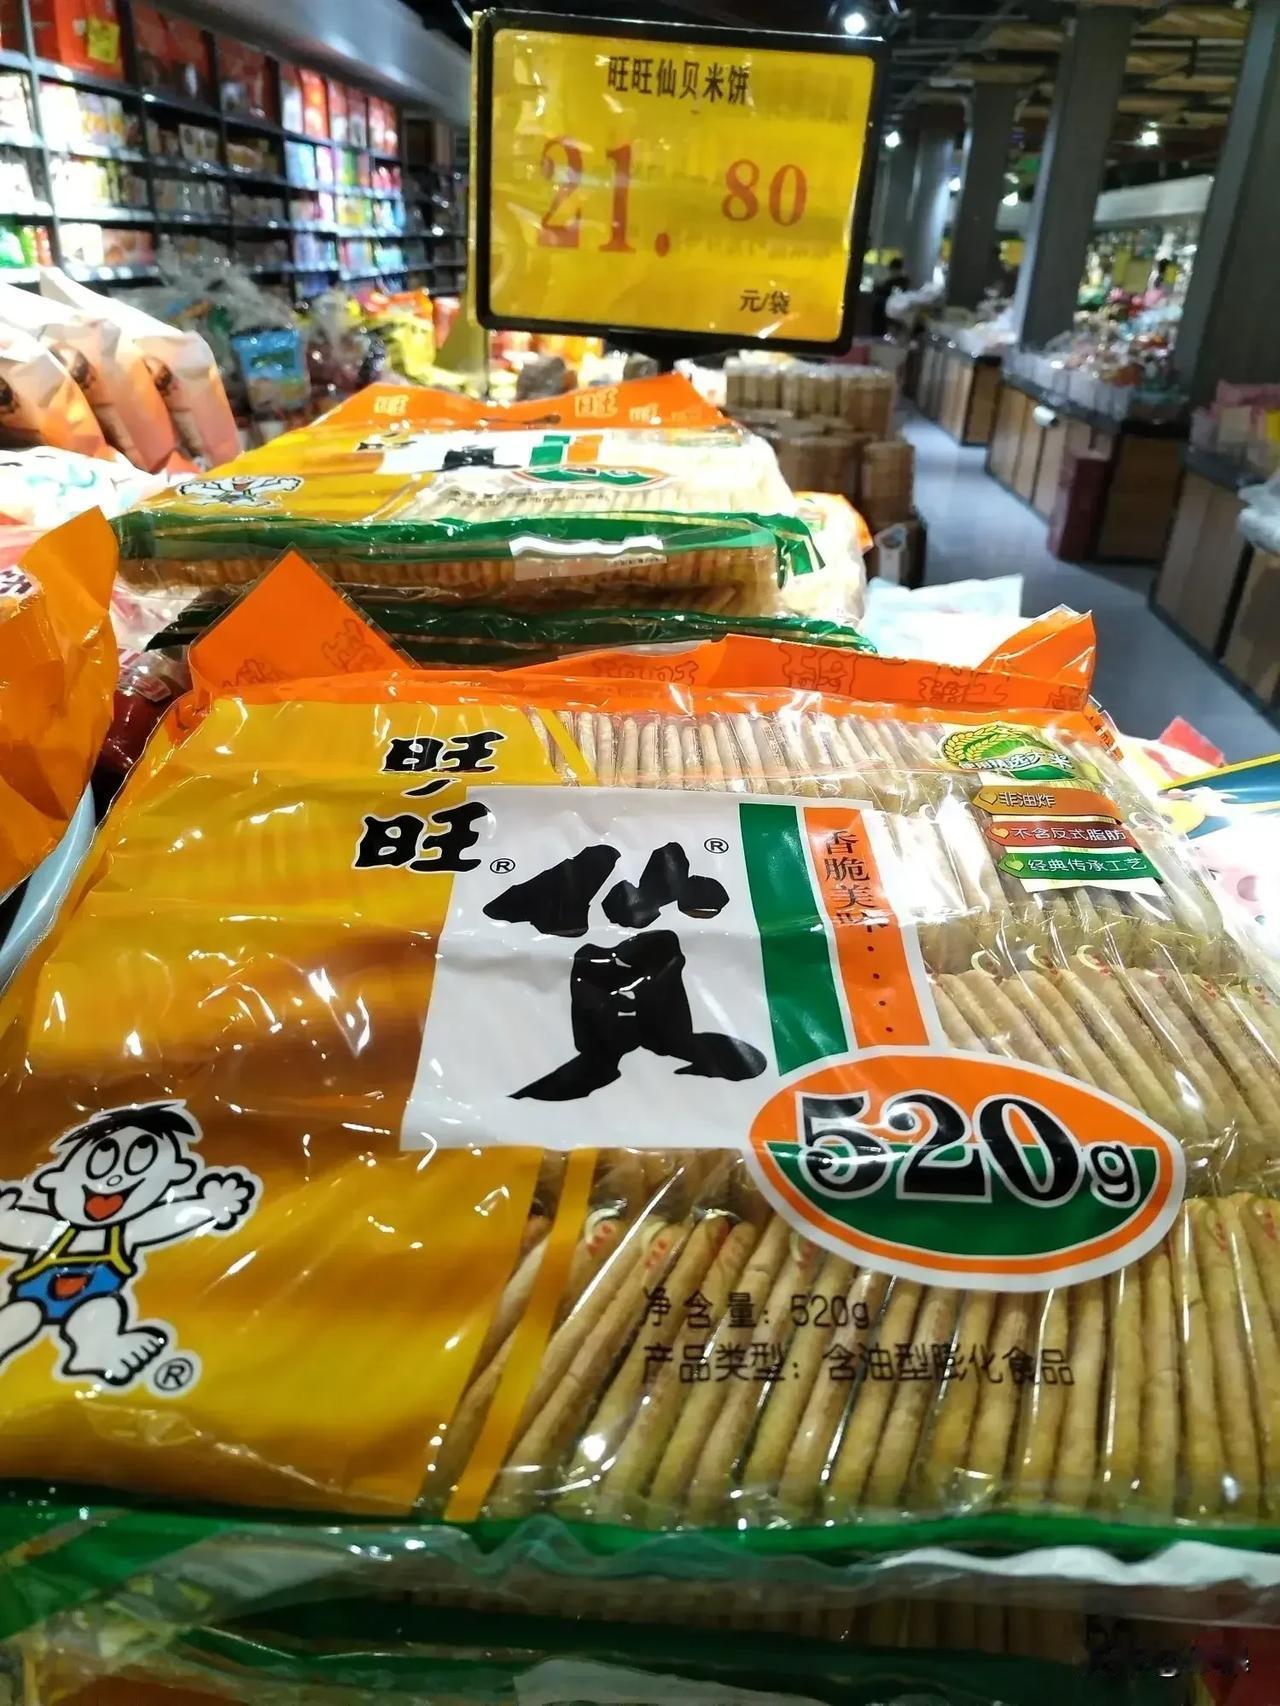 旺旺仙贝米饼
21.80
元/袋
旺
旺
旺
旺®
仙®
贝
香脆美味....
非油炸
不含反式脂肪
经典传承工艺
520g
净含量: 520g
产品类型: 含油型膨化食品
®